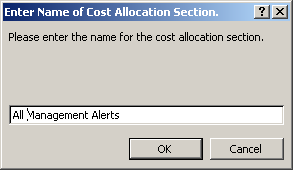 Enter Name of Cost Allocation Section.
Please enter the name for the cost allocation section.
All Management Alerts
OK Cancel